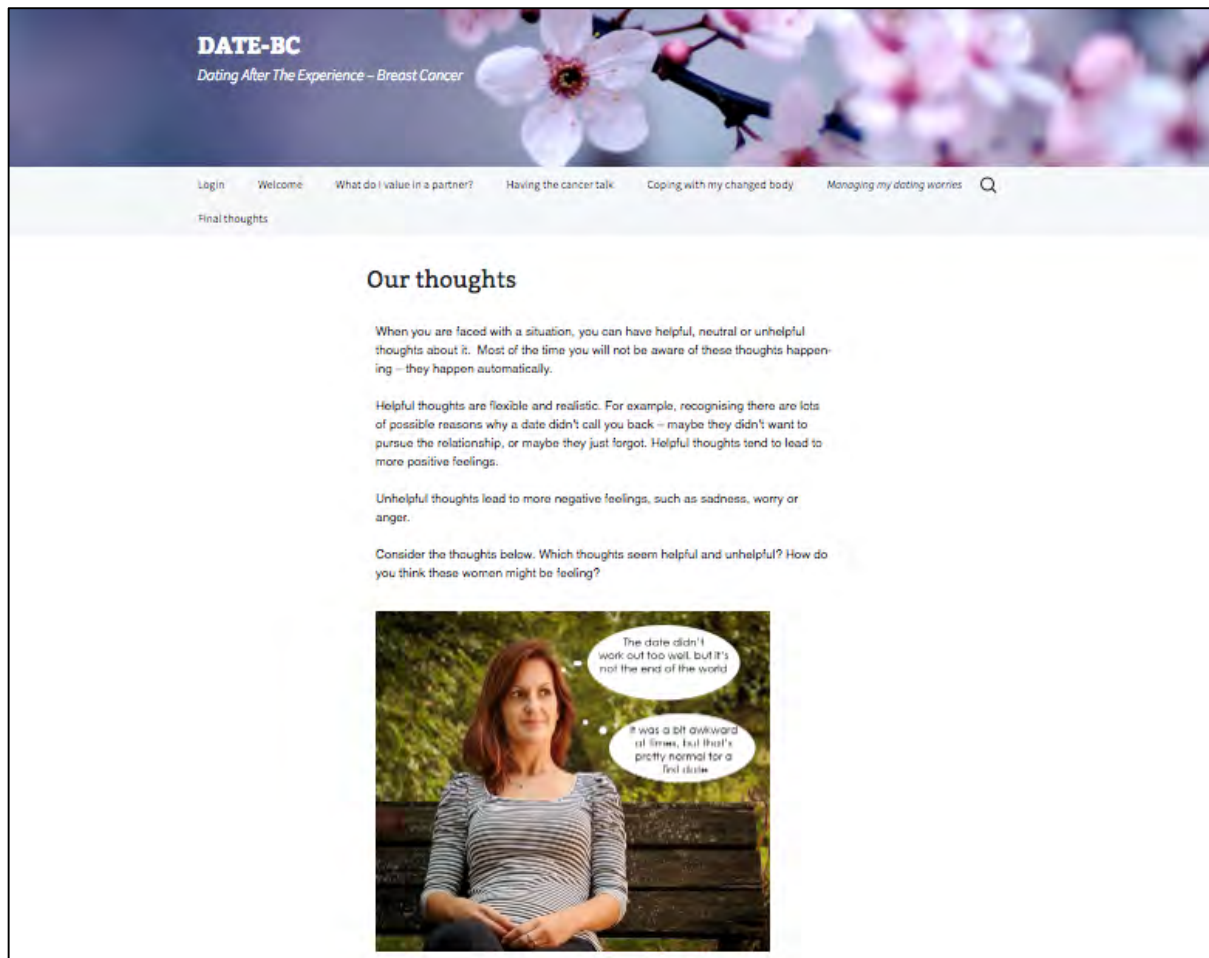 DATE-BC
Dating After The Experience – Breast Cancer
Login Welcome What do I value in a partner? Having the cancer talk Coping with my changed body Managing my dating worries
Final thoughts
Our thoughts
When you are faced with a situation, you can have helpful, neutral or unhelpful
thoughts about it. Most of the time you will not be aware of these thoughts happen-
ing – they happen automatically.
Helpful thoughts are flexible and realistic. For example, recognising there are lots
of possible reasons why a date didn't call you back – maybe they didn't want to
pursue the relationship, or maybe they just forgot. Helpful thoughts tend to lead to
more positive feelings.
Unhelpful thoughts lead to more negative feelings, such as sadness, worry or
anger.
Consider the thoughts below. Which thoughts seem helpful and unhelpful? How do
you think these women might be feeling?
The date didn't
work out too well, but it's
not the end of the world
It was a bit awkward
at times, but that's
pretty normal for a
first date